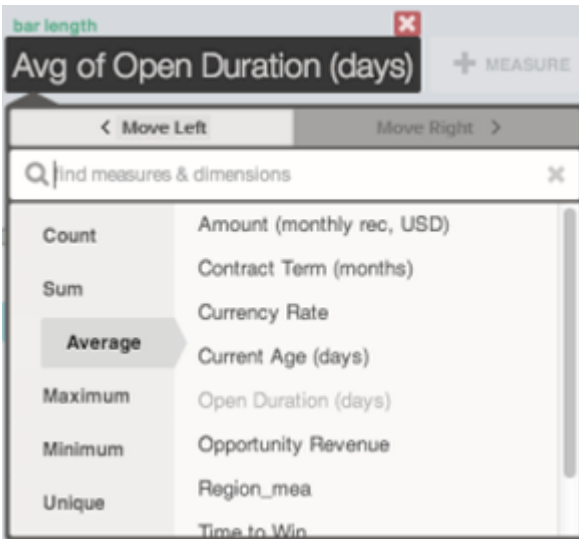 bar length
Avg of Open Duration (days)
MEASURE
Move Left
Move Right
find measures & dimensions
Count
Sum
Average
Maximum
Minimum
Unique
Amount (monthly rec, USD)
Contract Term (months)
Currency Rate
Current Age (days)
Open Duration (days)
Opportunity Revenue
Region_mea
Time to Win